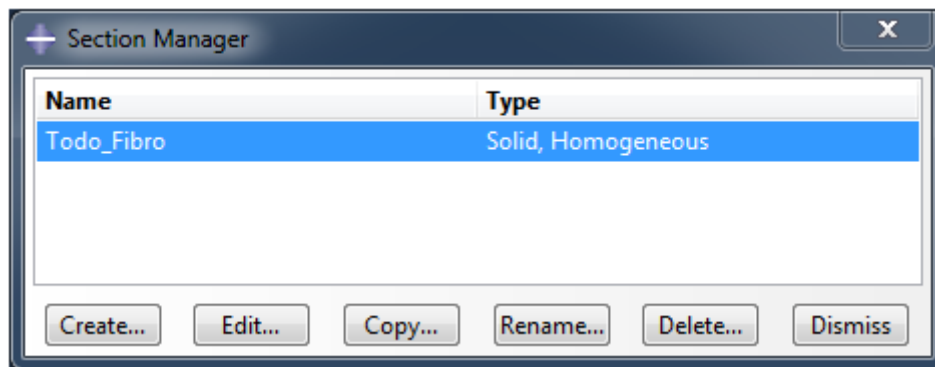 Section Manager
Name Type
Todo_Fibro Solid, Homogeneous
Create... Edit... Copy... Rename... Delete... Dismiss